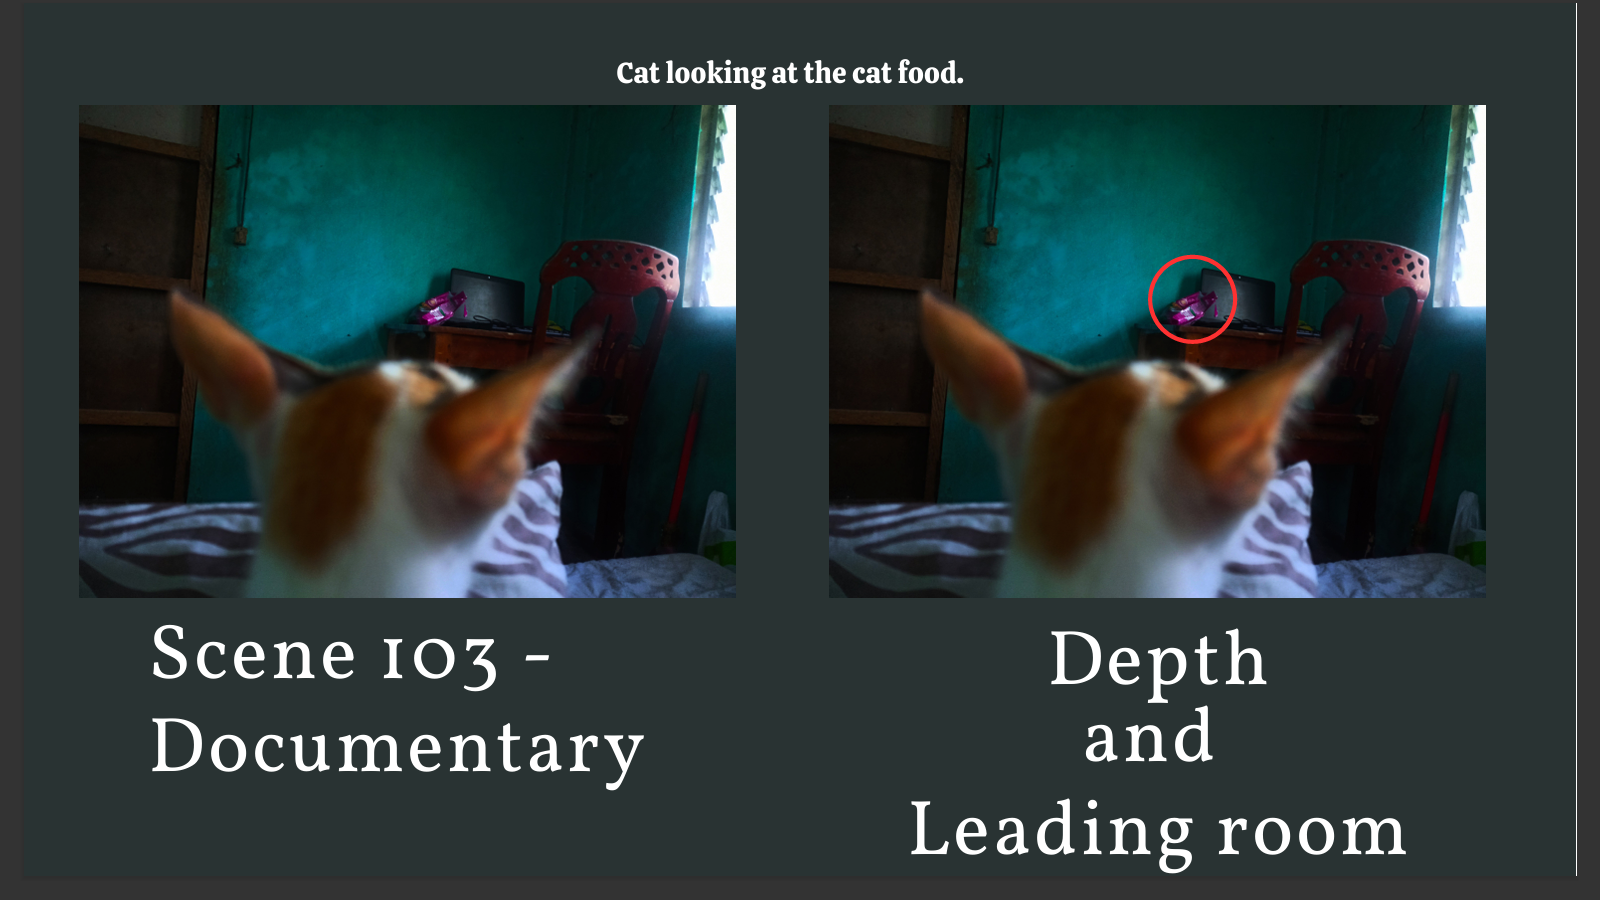 Cat looking at the cat food.
Scene 103 -
Documentary
Depth
and
Leading room